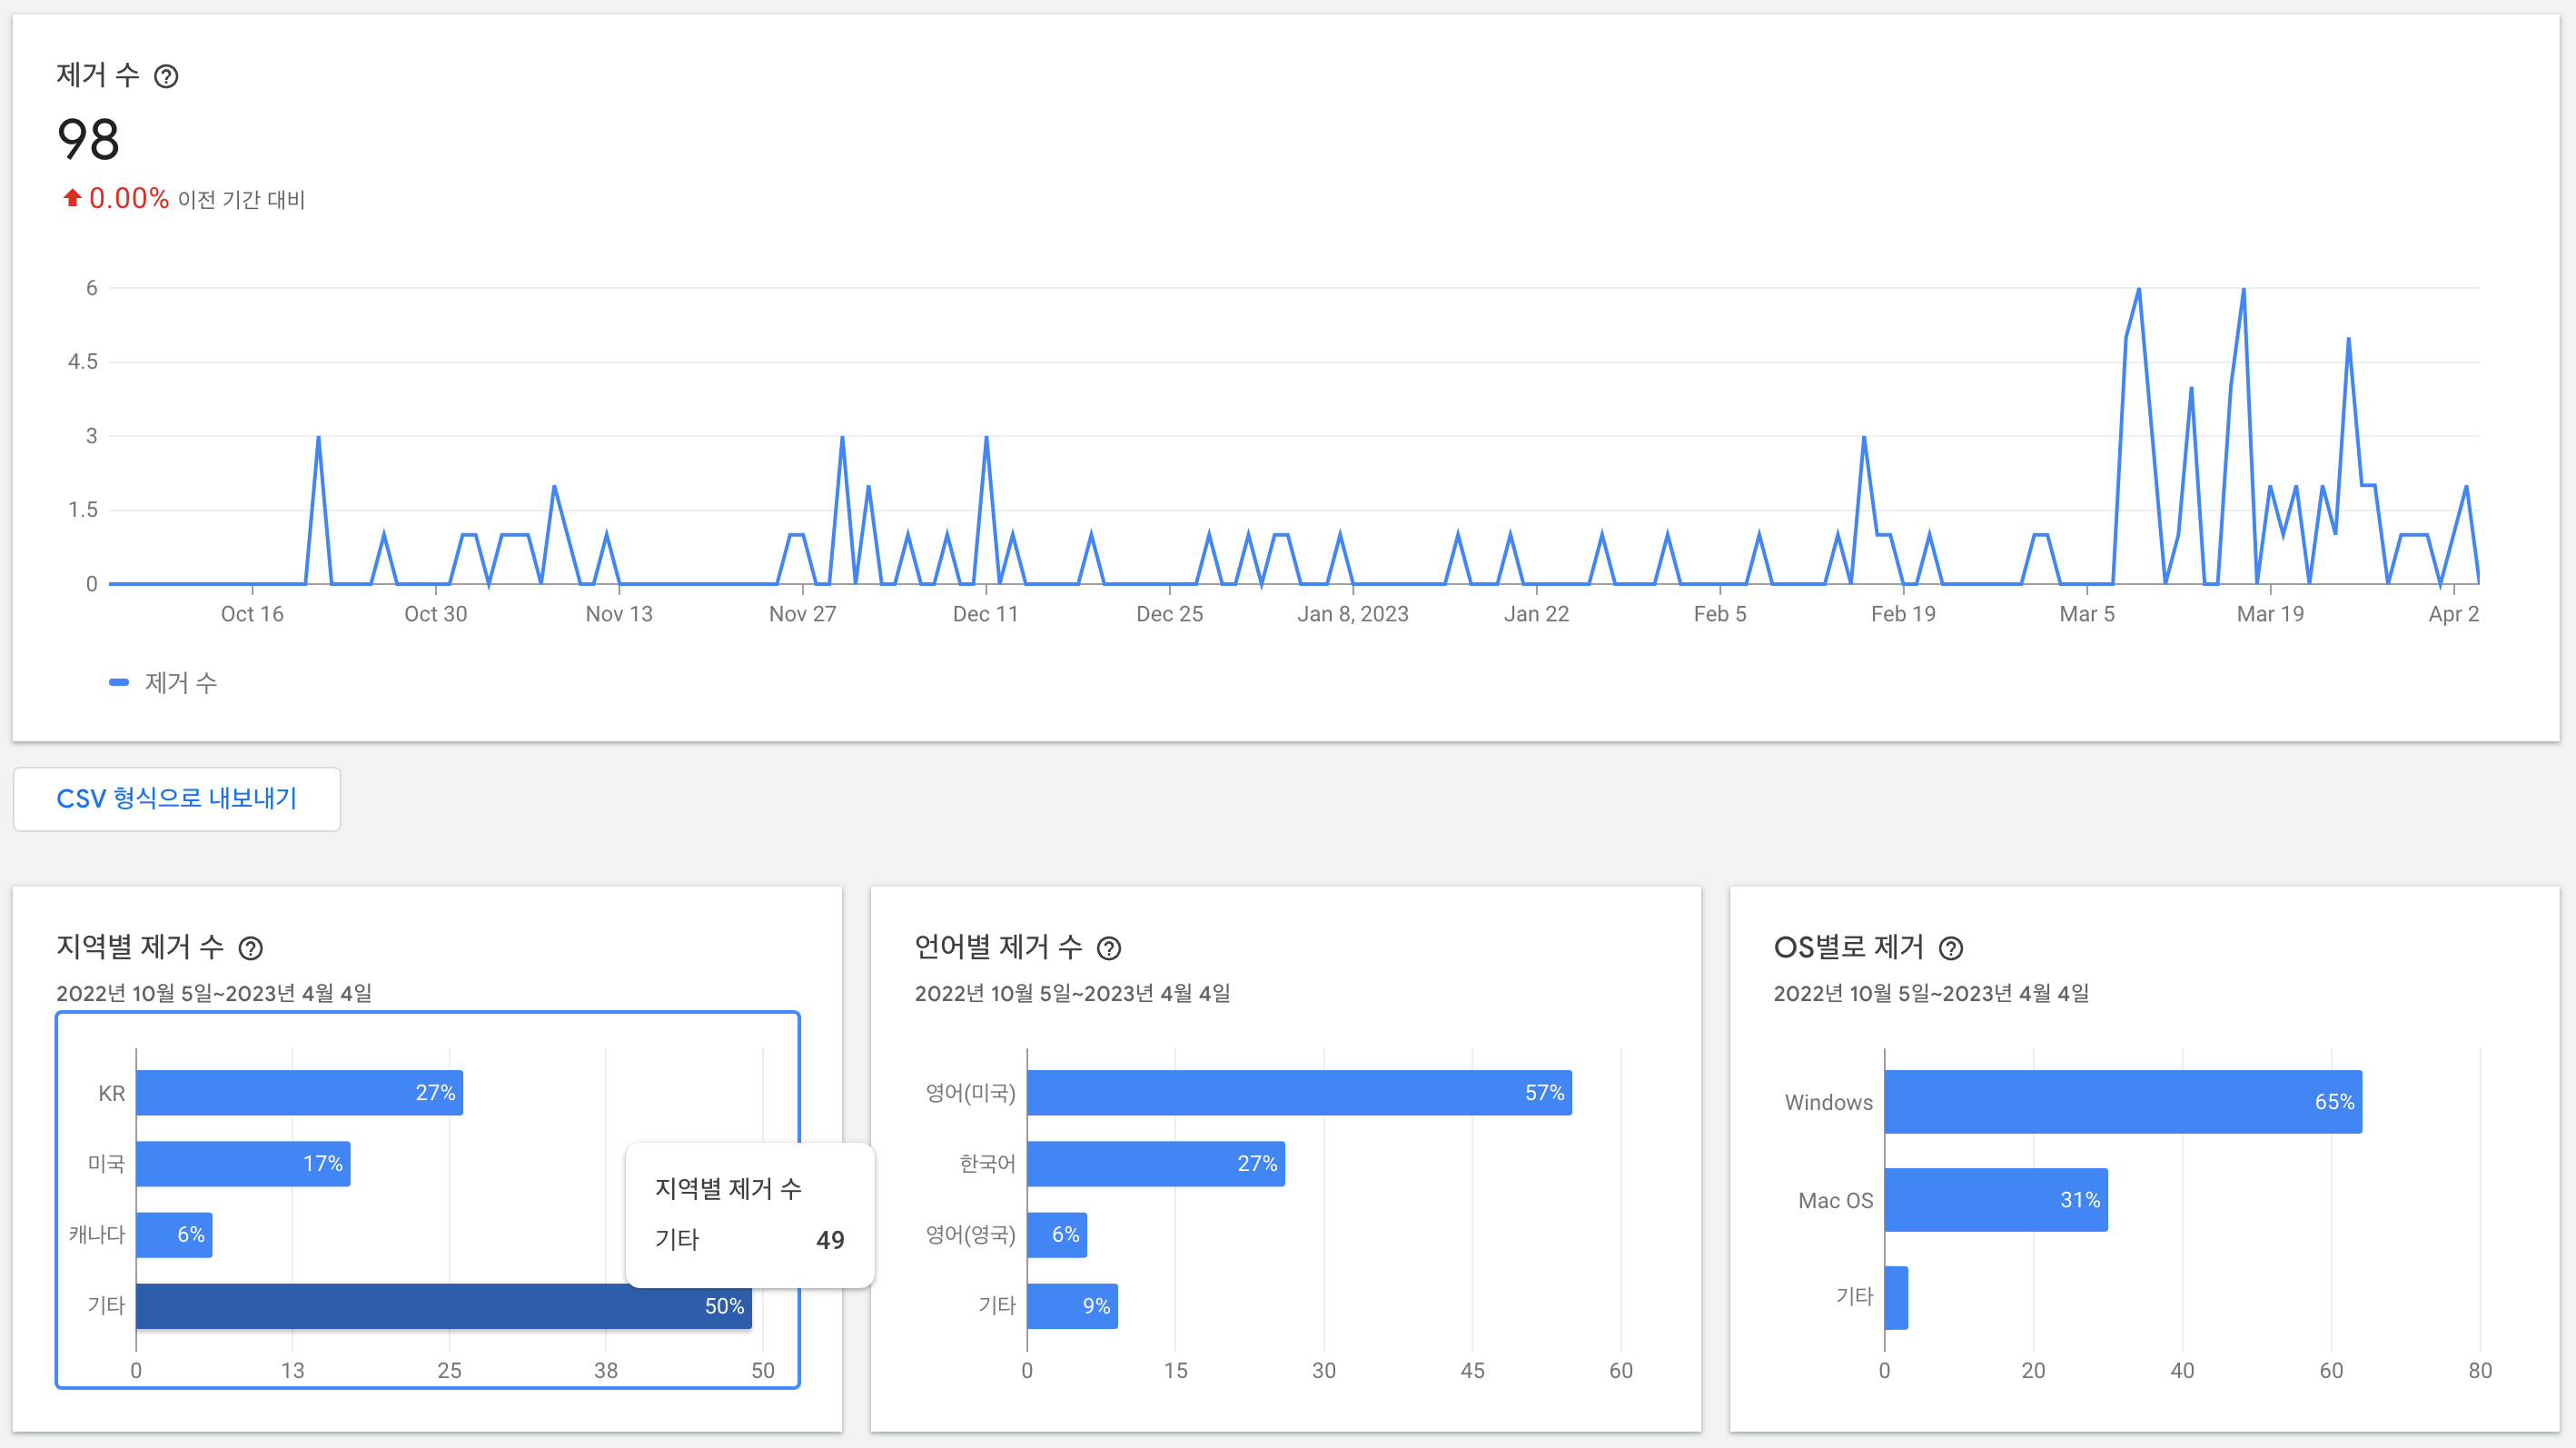 제거 수
98
0.00% 이전 기간 대비
6
4.5
3
1.5
0
Oct 16 Oct 30 Nov 13 Nov 27 Dec 11 Dec 25 Jan 8, 2023 Jan 22 Feb 5 Feb 19 Mar 5 Mar 19 Apr 2
제거 수
CSV 형식으로 내보내기
지역별 제거 수
2022년 10월 5일~2023년 4월 4일
KR 27%
미국 17%
캐나다 6%
기타 50%
0 13 25 38 50
지역별 제거 수
기타 49
언어별 제거 수
2022년 10월 5일~2023년 4월 4일
영어(미국) 57%
한국어 27%
영어(영국) 6%
기타 9%
0 15 30 45 60
OS별로 제거
2022년 10월 5일~2023년 4월 4일
Windows 65%
Mac OS 31%
기타
0 20 40 60 80